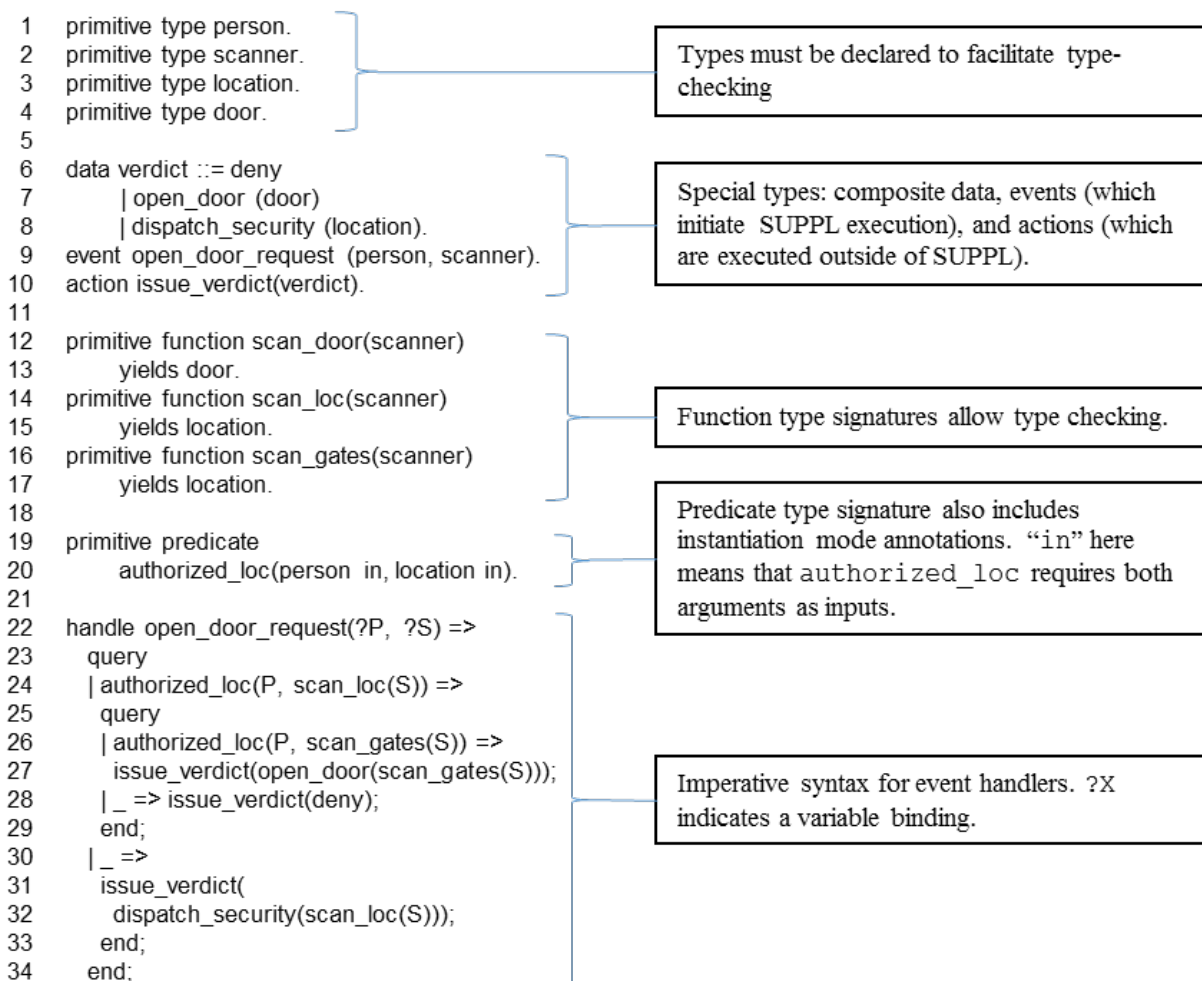 1 primitive type person.
2 primitive type scanner.
3 primitive type location.
4 primitive type door.
5
6 data verdict ::= deny
7 | open_door (door)
8 | dispatch_security (location).
9 event open_door_request (person, scanner).
10 action issue_verdict(verdict).
11
12 primitive function scan_door(scanner)
13 yields door.
14 primitive function scan_loc(scanner)
15 yields location.
16 primitive function scan_gates(scanner)
17 yields location.
18
19 primitive predicate
20 authorized_loc(person in, location in).
21
22 handle open_door_request(?P, ?S) =>
23 query
24 | authorized_loc(P, scan_loc(S)) =>
25 query
26 | authorized_loc(P, scan_gates(S)) =>
27 issue_verdict(open_door(scan_gates(S)));
28 | _ => issue_verdict(deny);
29 end;
30 | _ =>
31 issue_verdict(
32 dispatch_security(scan_loc(S)));
33 end;
34 end;
Types must be declared to facilitate type-
checking
Special types: composite data, events (which
initiate SUPPL execution), and actions (which
are executed outside of SUPPL).
Function type signatures allow type checking.
Predicate type signature also includes
instantiation mode annotations. “in” here
means that authorized_loc requires both
arguments as inputs.
Imperative syntax for event handlers. ?X
indicates a variable binding.